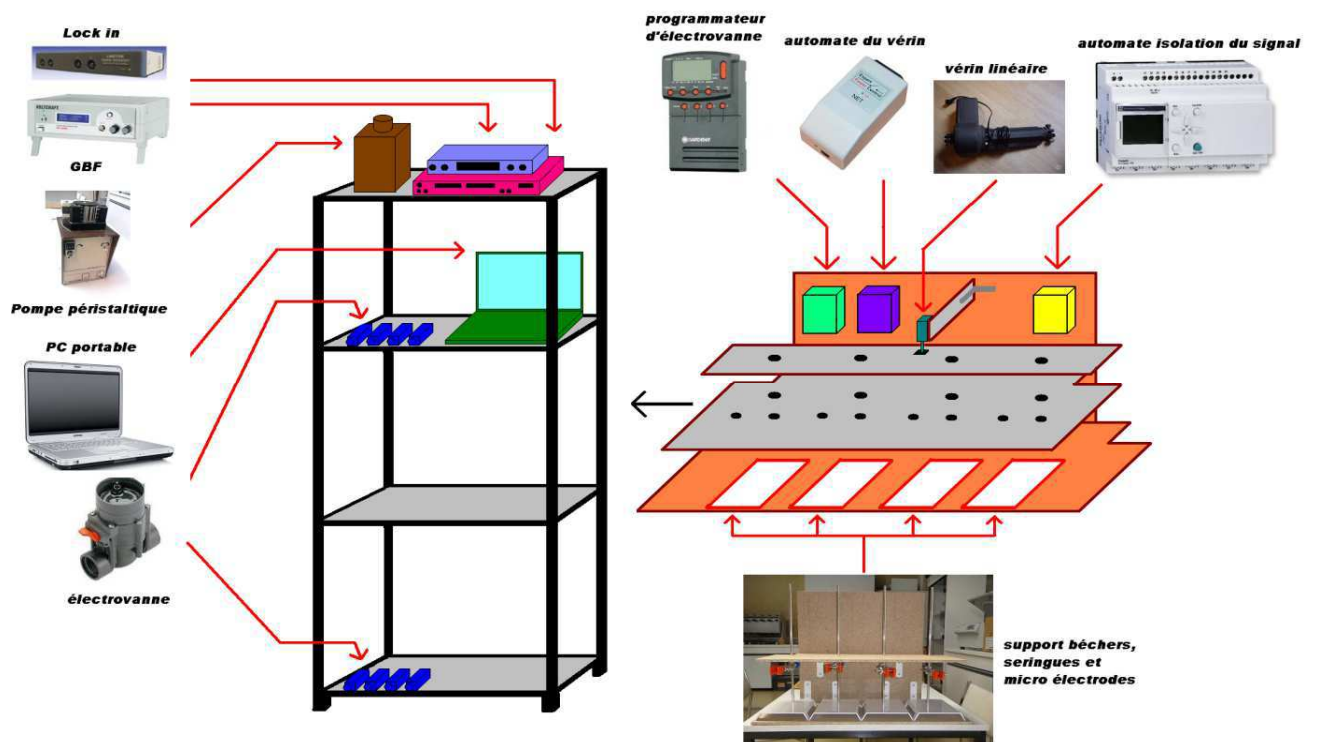 Lock in
GBF
Pompe péristaltique
PC portable
électrovanne
programmateur
d'électrovanne
automate du vérin
vérin linéaire
automate isolation du signal
support béchers,
seringues et
micro électrodes